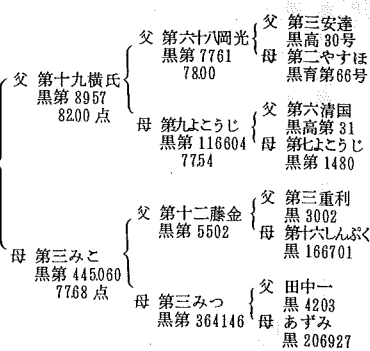 父 第十九横氏
黒第 8957
82.00 点
母 第三みと
黒第 445060
77.68 点
父 第六十八岡光
黒第 7761
78.00
母 第九よこうじ
黒第 116604
77.54
父 第十二藤金
黒第 5502
母 第三みつ
黒第 364146
父 第三安達
黒高 30号
母 第二やすほ
黒青第66号
父 第六清国
黒高第 31
母 第七よとうじ
黒第 1480
父 第三重利
黒 3002
母 第十六しんぷく
黒 166701
父 田中一
黒 4203
母 あずみ
黒 206927